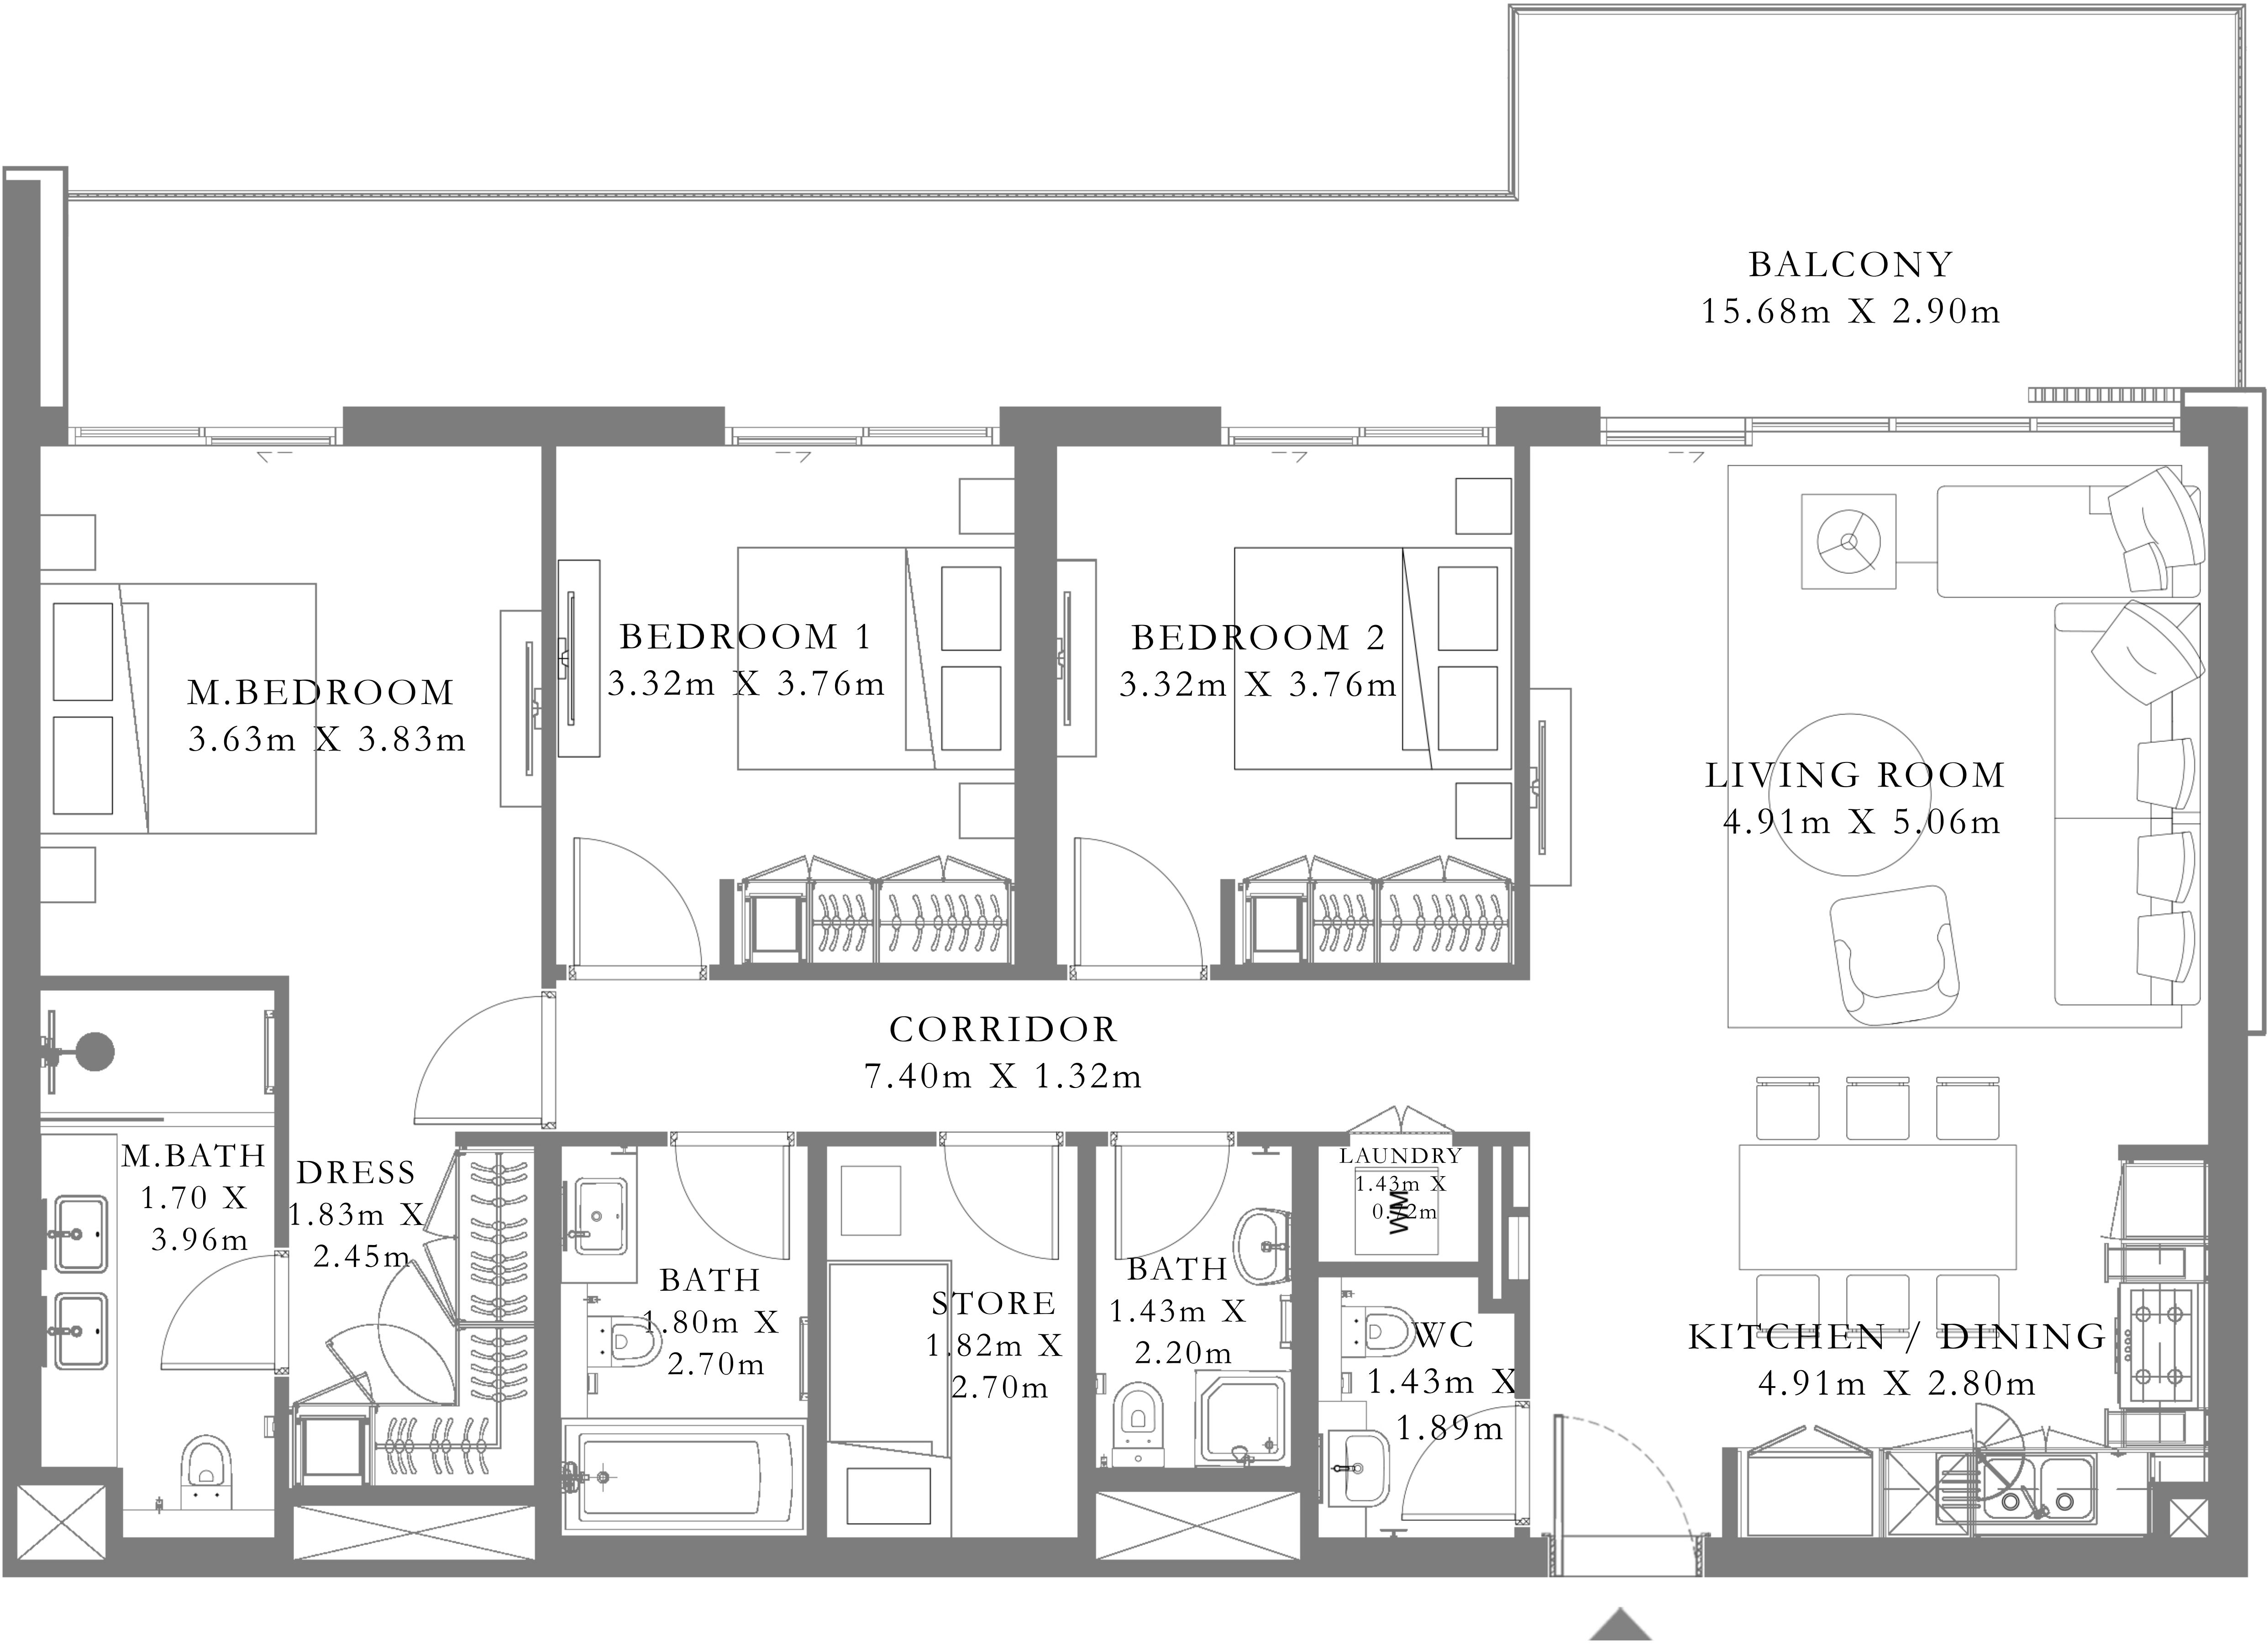 BALCONY
15.68m X 2.90m
BEDROOM 1
3.32m X 3.76m
BEDROOM 2
3.32m X 3.76m
M.BEDROOM
3.63m X 3.83m
LIVING ROOM
4.91m X 5.06m
CORRIDOR
7.40m X 1.32m
M.BATH
1.70 X
3.96m
DRESS
1.83m X
2.45m
BATH
1.80m X
2.70m
STORE
1.82m X
2.70m
BATH
1.43m X
2.20m
LAUNDRY
1.43m X
0.72m
WM
WC
1.43m X
1.89m
KITCHEN / DINING
4.91m X 2.80m